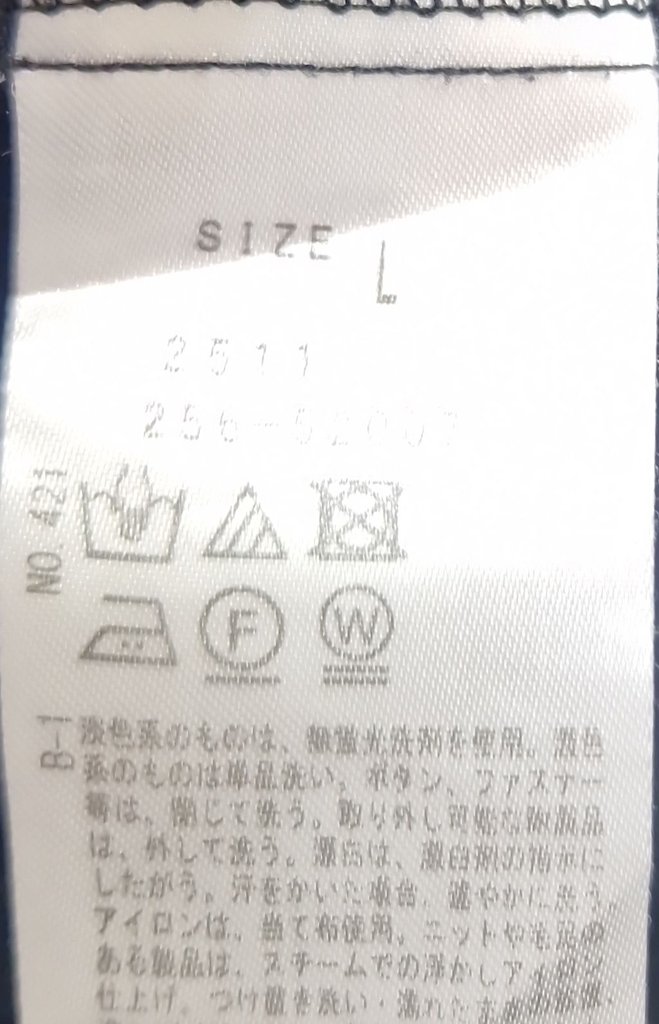 SIZE L
2511
NO. 421
F
W
B-1
淡色系のものは、無蛍光洗剤を使用。濃色
系のものは単品洗い。ボタン、ファスナー
等は、閉じて洗う。取り外し可能な附属品
は、外して洗う。漂白は、漂白剤の指示に
したがう。汗をかいた場合、速やかに洗う。
アイロンは、当て布使用。ニットや毛足の
ある製品は、スチームでの浮かしアイロン
仕上げ。つけ置き洗い・濡れたまま